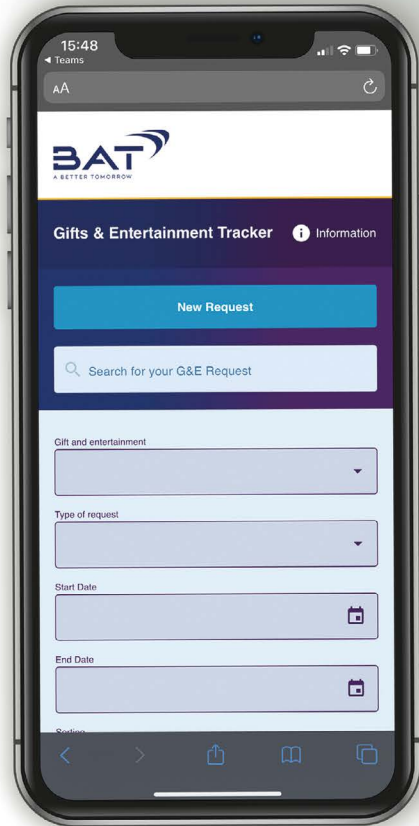 15:48
◀ Teams
AA
BAT
A BETTER TOMORROW
Gifts & Entertainment Tracker
Information
New Request
Search for your G&E Request
Gift and entertainment
Type of request
Start Date
End Date